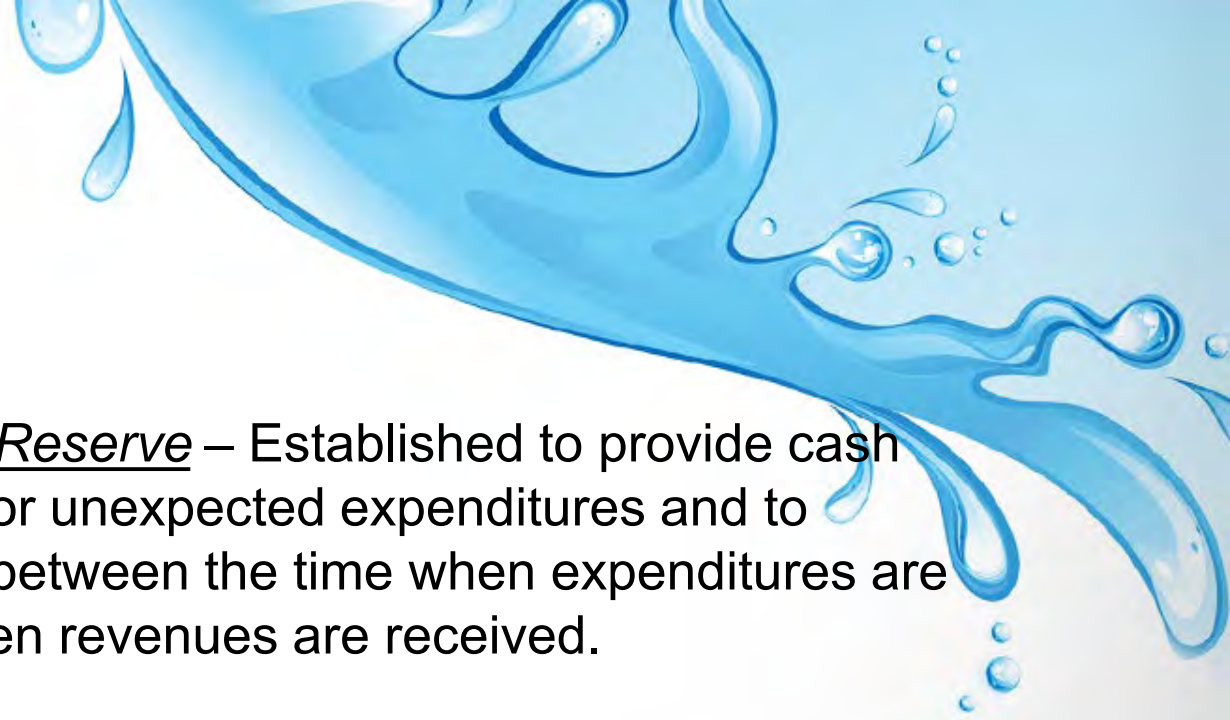 Reserve – Established to provide cash
or unexpected expenditures and to
between the time when expenditures are
en revenues are received.